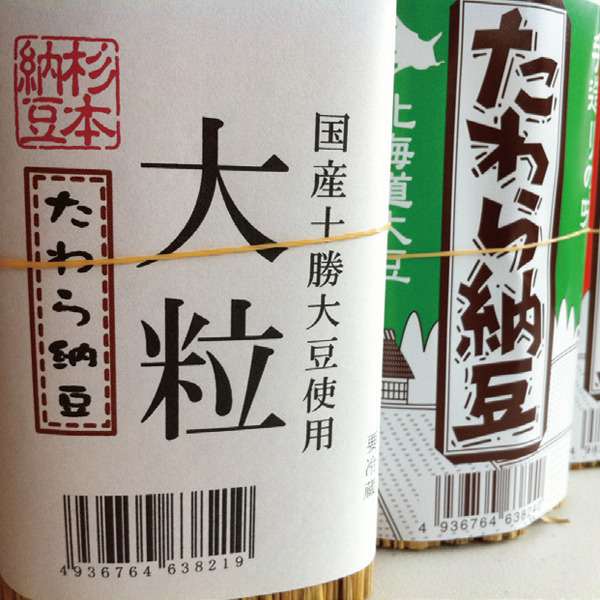 杉本
納豆
たわら納豆
大粒
国産十勝大豆使用
要冷蔵
4936764 638219
北海道大豆
たわら納豆
4 936764